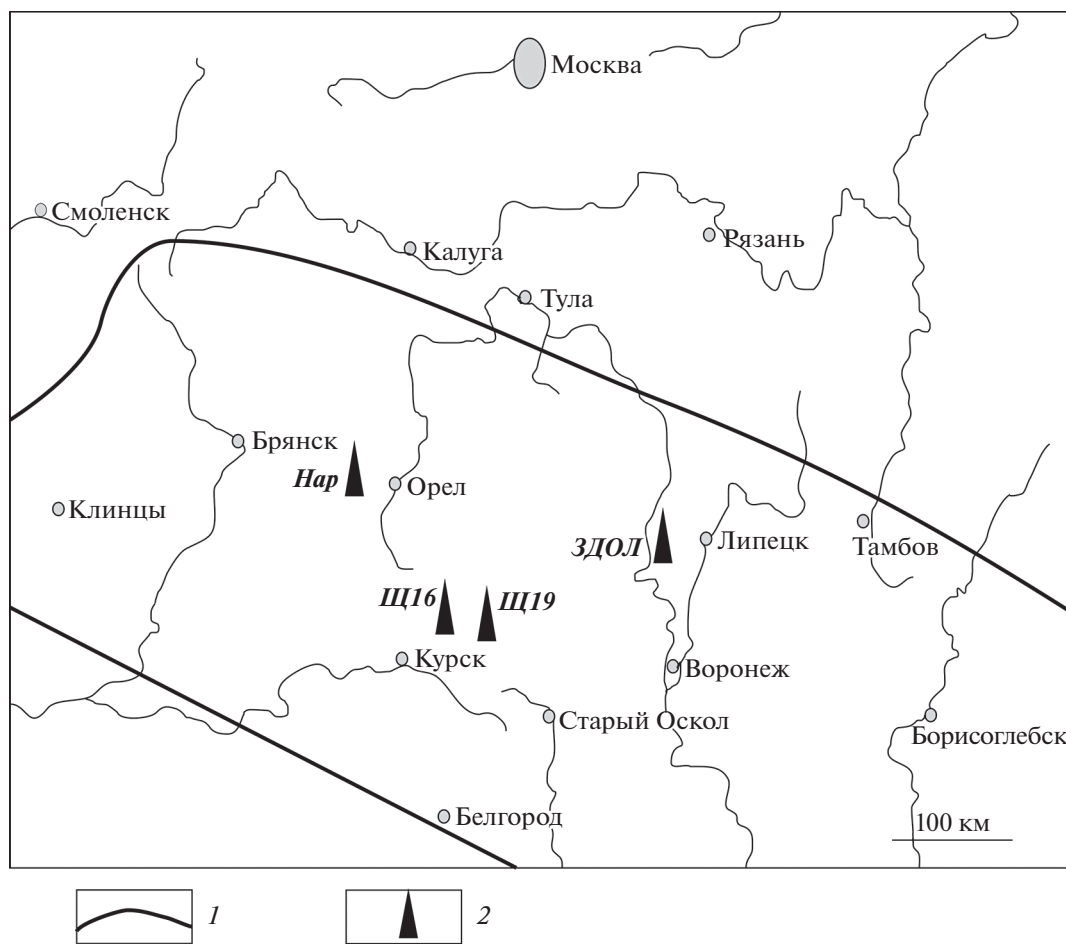 Москва
Смоленск
Калуга
Рязань
Тула
Брянск
Нар
Орел
Клинцы
ЗДОЛ
Липецк
Тамбов
Щ16
Щ19
Курск
Воронеж
Старый Оскол
Борисоглебск
Белгород
100 км
1
2